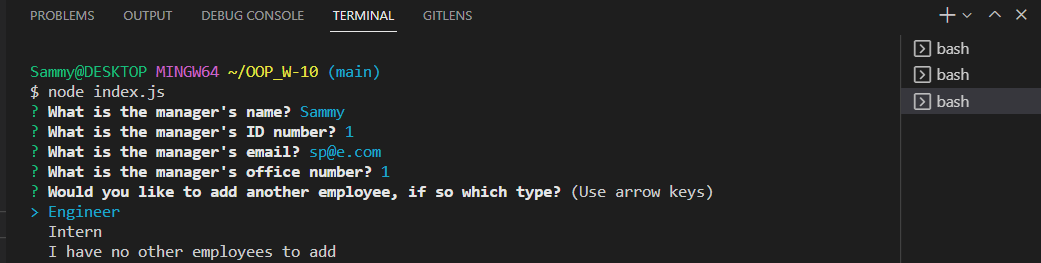 PROBLEMS OUTPUT DEBUG CONSOLE TERMINAL GITLENS
bash
bash
bash
Sammy@DESKTOP MINGW64 ~/OOP_W-10 (main)
$ node index.js
? What is the manager's name? Sammy
? What is the manager's ID number? 1
? What is the manager's email? sp@e.com
? What is the manager's office number? 1
? Would you like to add another employee, if so which type? (Use arrow keys)
> Engineer
Intern
I have no other employees to add